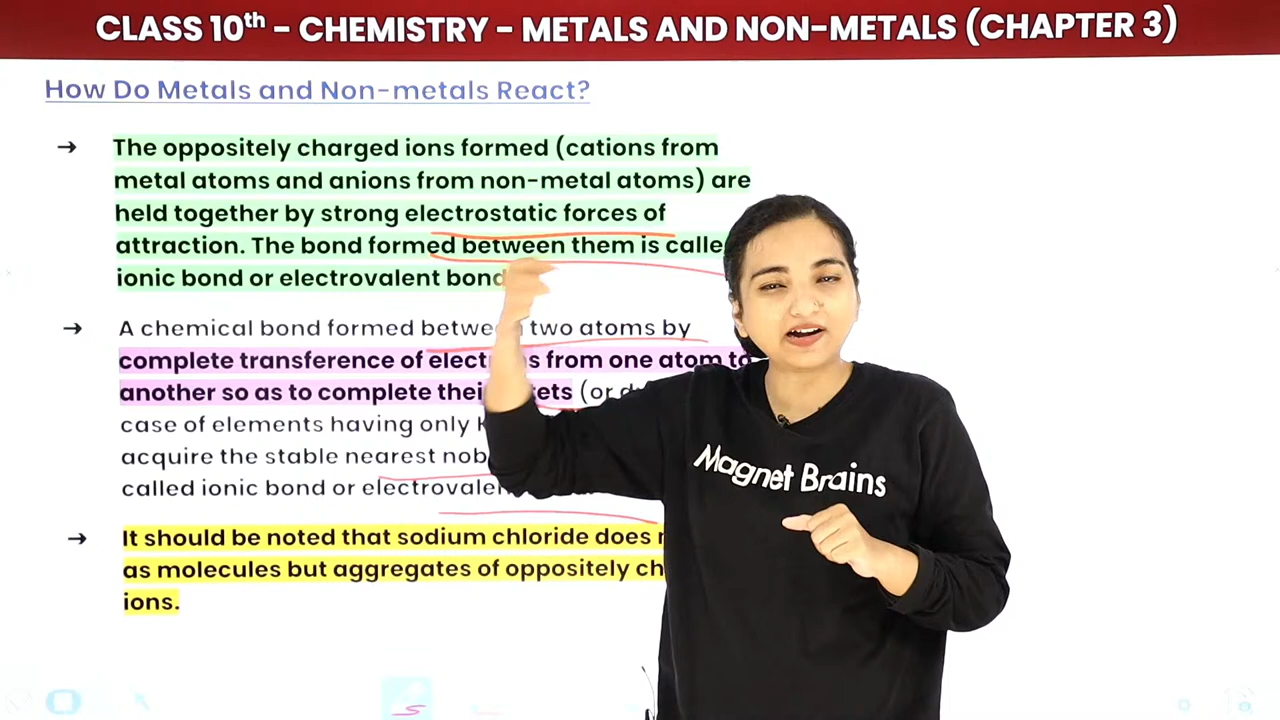 CLASS 10th - CHEMISTRY - METALS AND NON-METALS (CHAPTER 3)
How Do Metals and Non-metals React?
→ The oppositely charged ions formed (cations from
metal atoms and anions from non-metal atoms) are
held together by strong electrostatic forces of
attraction. The bond formed between them is calle
ionic bond or electrovalent bond
→ A chemical bond formed between two atoms by
complete transference of elect s from one atom to
another so as to complete thei tets (or d
case of elements having only K
acquire the stable nearest nob
called ionic bond or electrovalen
→ It should be noted that sodium chloride does
as molecules but aggregates of oppositely ch
ions.
Magnet Brains